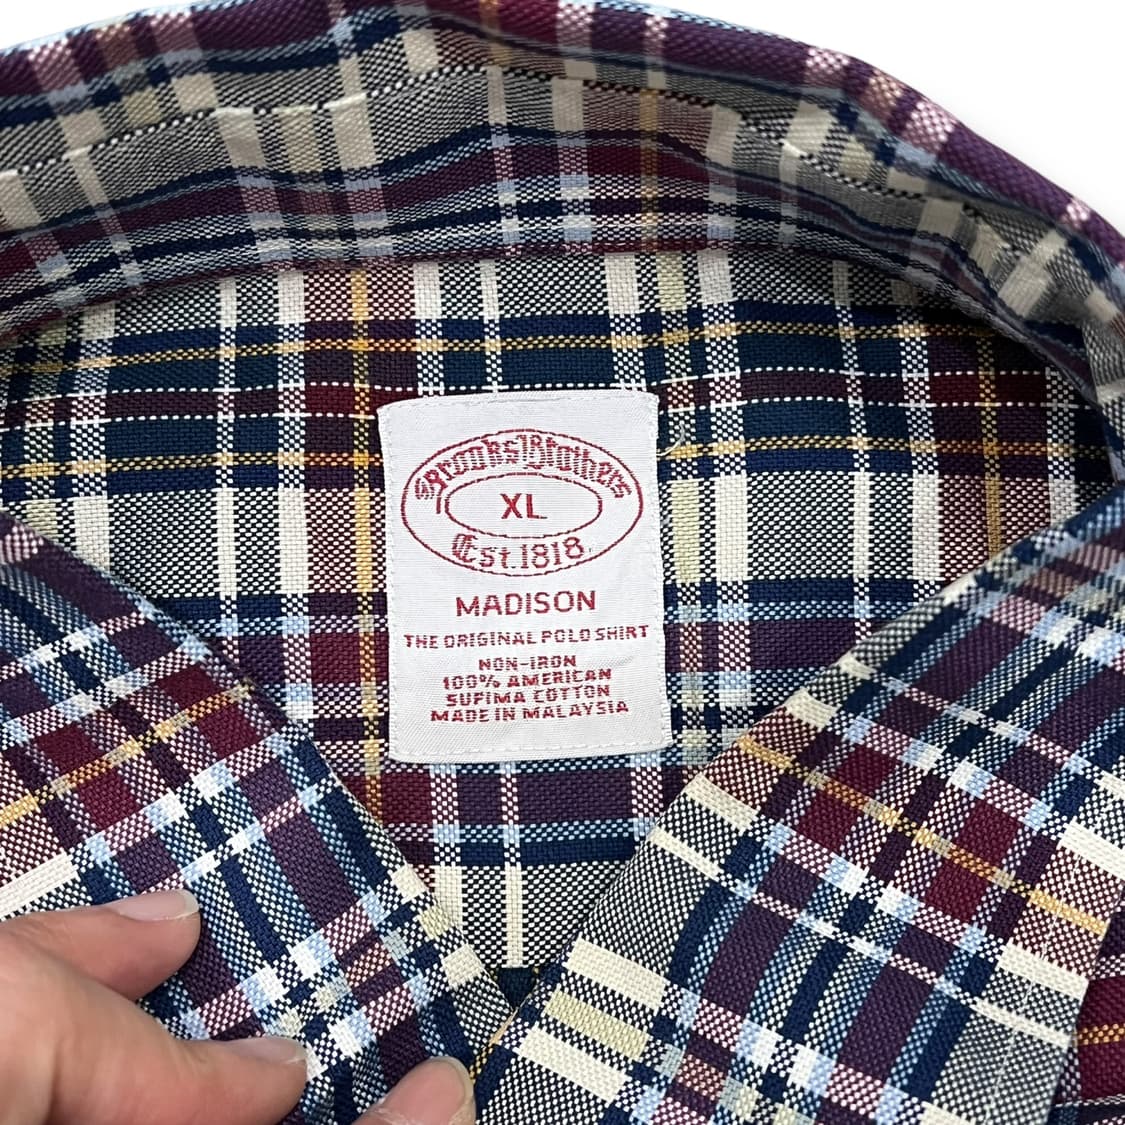 Brooks Brothers
XL
Est. 1818
MADISON
THE ORIGINAL POLO SHIRT
NON-IRON
100% AMERICAN
SUPIMA COTTON
MADE IN MALAYSIA